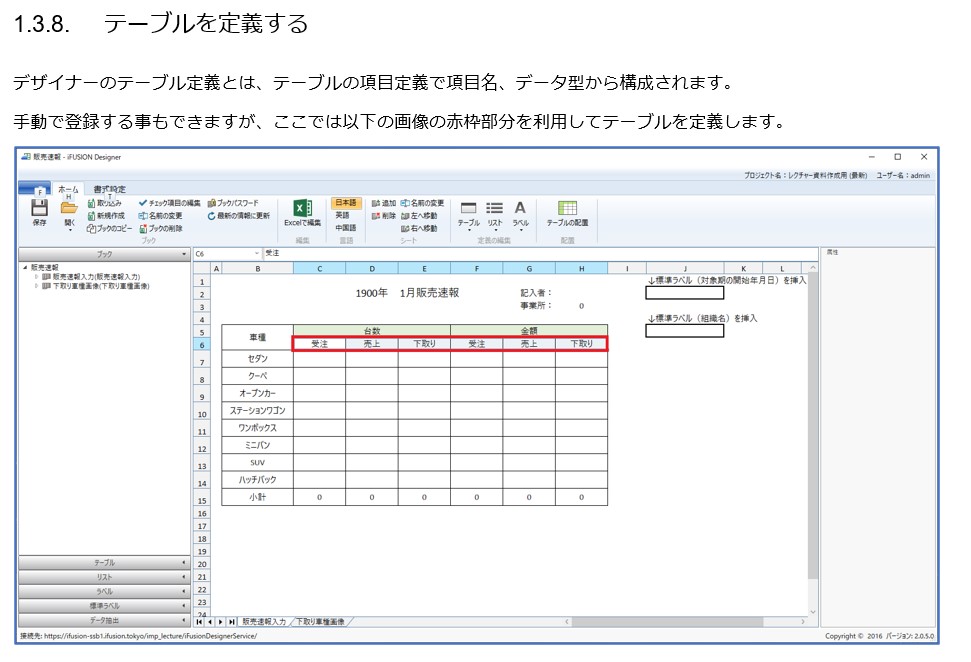 1.3.8. テーブルを定義する
デザイナーのテーブル定義とは、テーブルの項目定義で項目名、データ型から構成されます。
手動で登録する事もできますが、ここでは以下の画像の赤枠部分を利用してテーブルを定義します。
販売速報 - iFUSION Designer
プロジェクト名：レクチャー資料作成用 (最新) ユーザー名：admin
F ホーム 書式設定
H T
取り込み チェック項目の編集 ブックパスワード 日本語 追加 名前の変更
新規作成 名前の変更 最新の情報に更新 英語 削除 左へ移動
ブックのコピー ブックの削除 中国語 右へ移動
保存 開く Excelで編集 テーブル リスト ラベル テーブルの配置
ブック 編集 言語 シート 定義の編集 配置
ブック C6 受注 属性
販売速報
販売速報入力(販売速報入力)
下取り車種画像(下取り車種画像)
A B C D E F G H I J K L
1 ↓標準ラベル（対象期の開始年月日）を挿入
2 1900年 1月販売速報 記入者：
3 事業所： 0
4 ↓標準ラベル（組織名）を挿入
5 車種 台数 金額
6 受注 売上 下取り 受注 売上 下取り
7 セダン
8 クーペ
9 オープンカー
10 ステーションワゴン
11 ワンボックス
12 ミニバン
13 SUV
14 ハッチバック
15 小計 0 0 0 0 0 0
16
17
18
19
20
21
22
23
24
テーブル
リスト
ラベル
標準ラベル
データ抽出
販売速報入力 下取り車種画像
接続先: https://ifusion-ssb1.ifusion.tokyo/imp_lecture/iFusionDesignerService/
Copyright © 2016 バージョン: 2.0.5.0